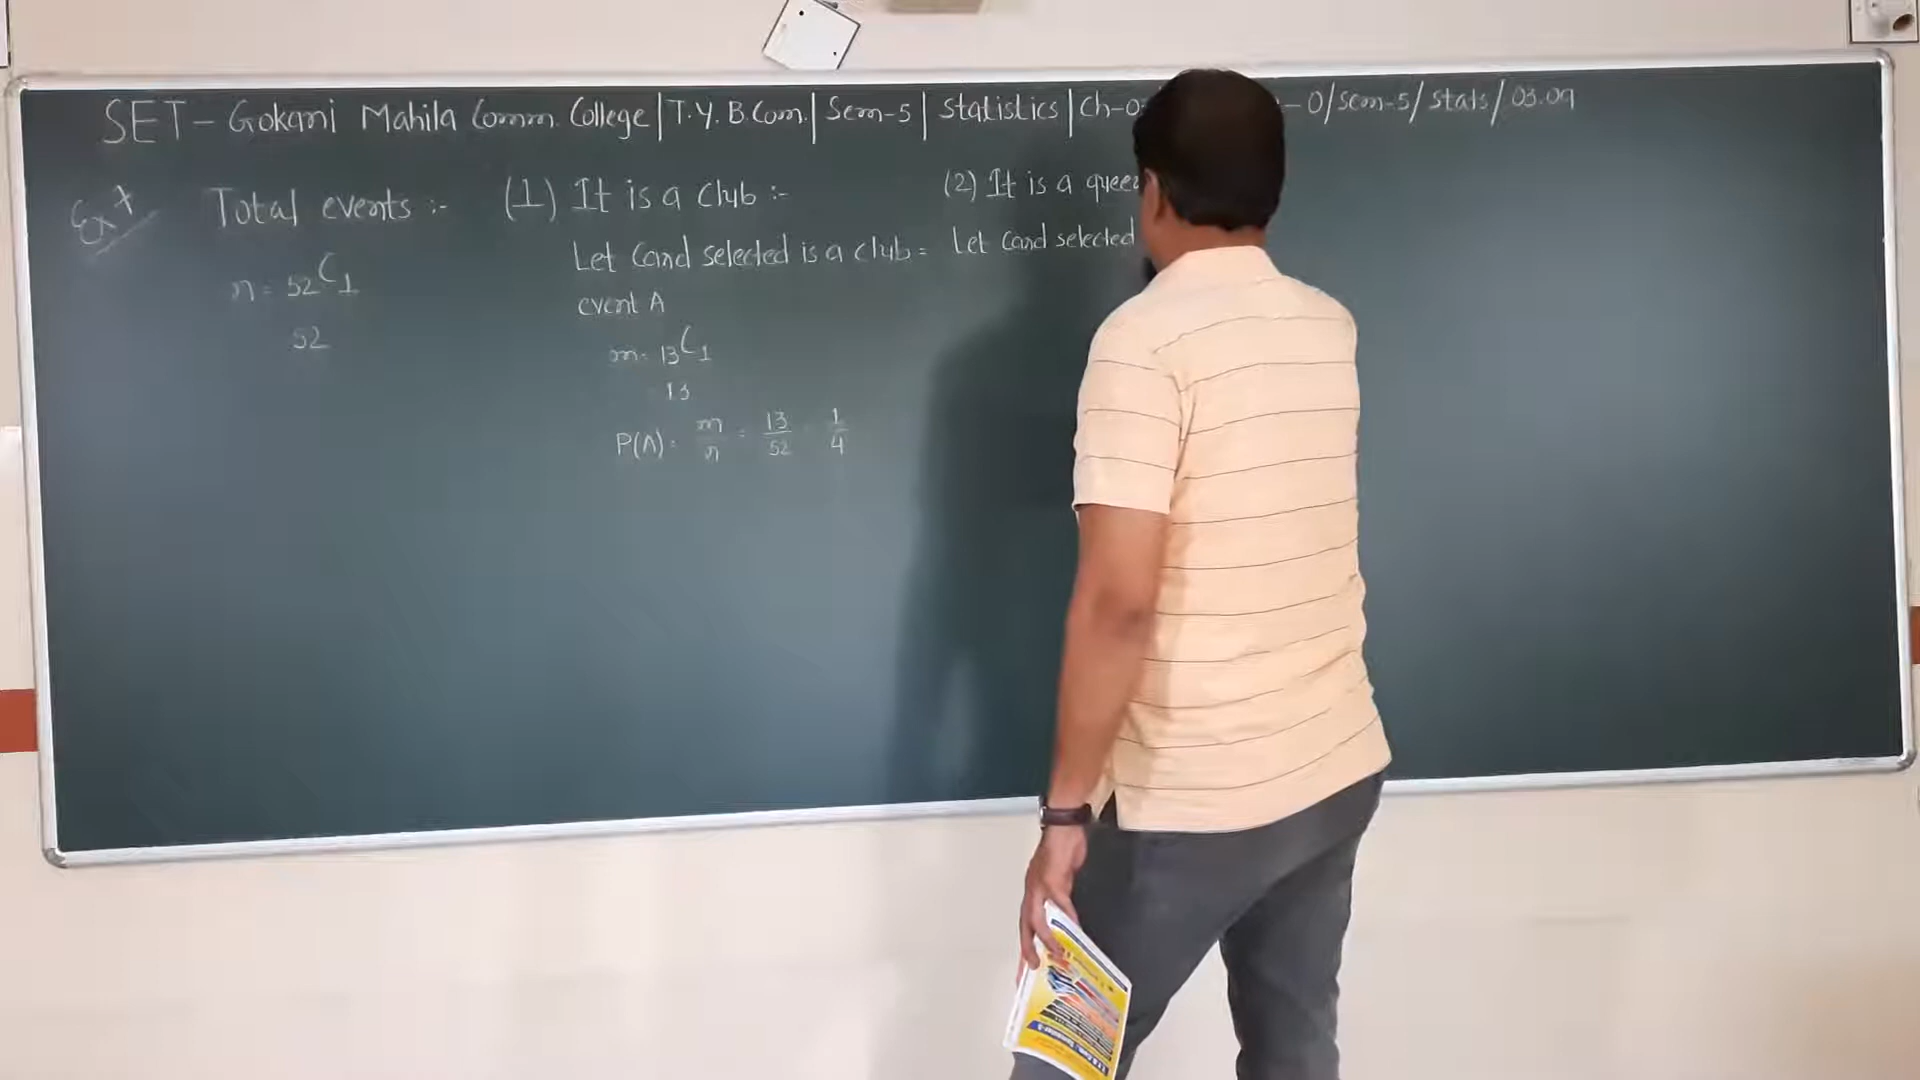 SET - Gokani Mahila Comm. College | T.Y. B.Com. | Sem-5 | Statistics | Ch-0 - 0/Sem-5/Stats/03.09
Ex
Total events :-
n = 52C1
52
(1) It is a club :-
Let Card selected is a club =
event A
m = 13C1
13
P(A) = m/n = 13/52 = 1/4
(2) It is a quee
Let Card selected